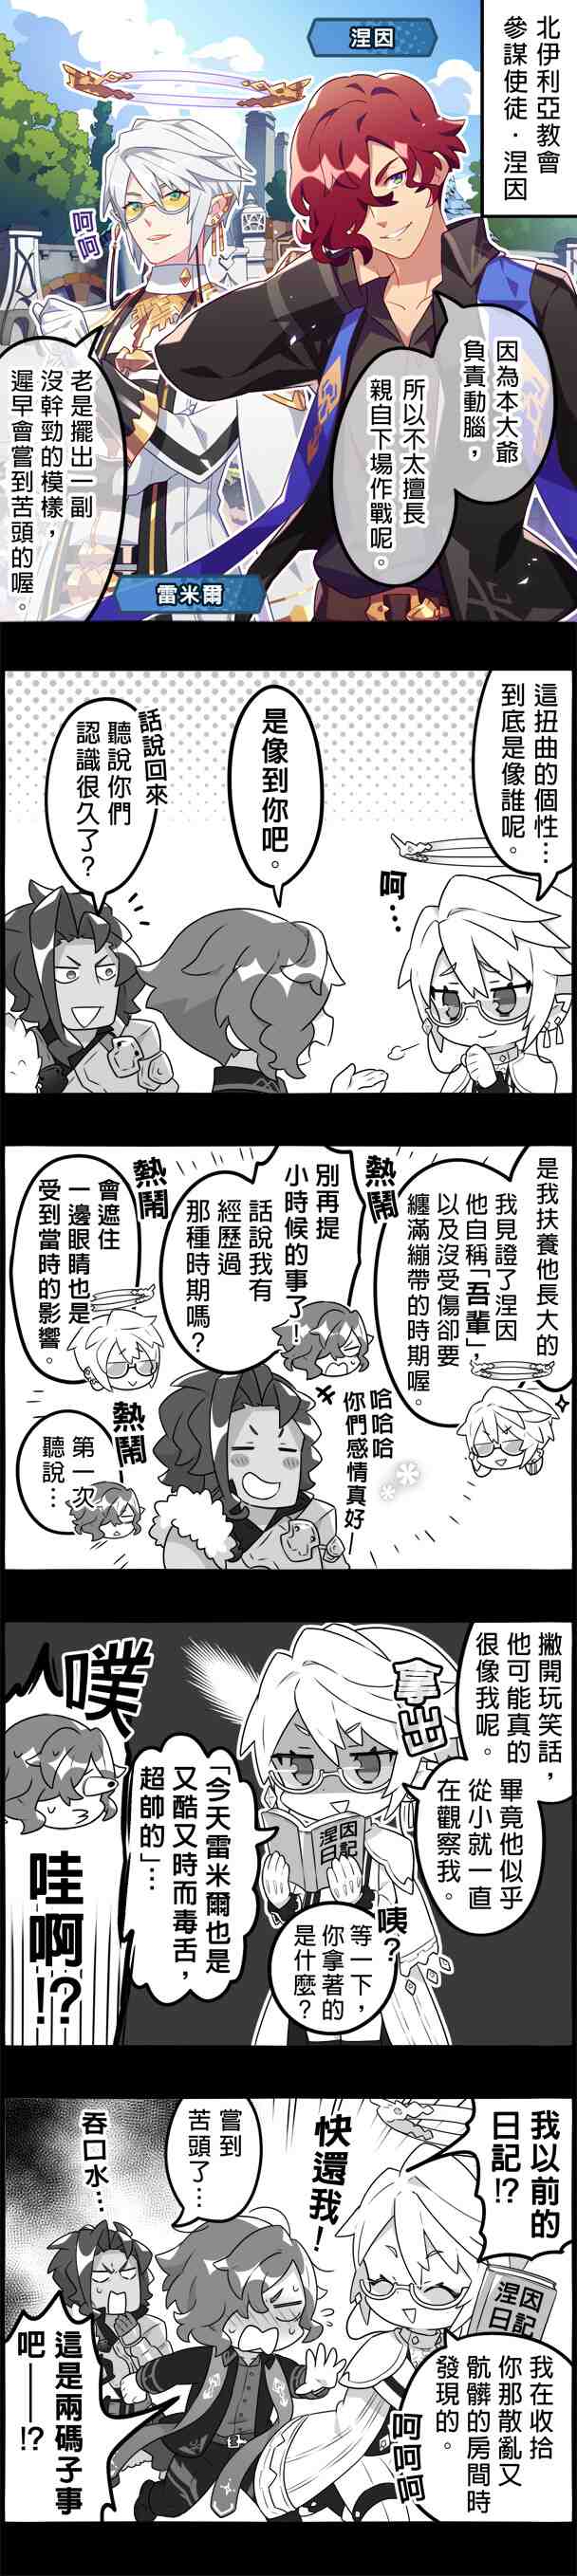 北伊利亞教會
參謀使徒．涅因
涅因
呵呵
因為本大爺
負責動腦，
所以不太擅長
親自下場作戰呢。
老是擺出一副
沒幹勁的模樣，
遲早會嘗到苦頭的喔。
雷米爾
這扭曲的個性…
到底是像誰呢。
呵…
是像到你吧。
話說回來
聽說你們
認識很久了？
是我扶養他長大的
我見證了涅因
他自稱「吾輩」，
以及沒受傷卻要
纏滿繃帶的時期喔。
熱鬧
別再提
小時候的事了！
話說我有
經歷過
那種時期嗎？
熱鬧
會遮住
一邊眼睛也是
受到當時的影響。
哈哈哈
你們感情真好—
熱鬧
第一次
聽說…
撇開玩笑話，
他可能真的
很像我呢。
畢竟他似乎
從小就一直
在觀察我。
拿出
涅因
日記
咦？
等一下，
你拿著的
是什麼？
「今天雷米爾也是
又酷又時而毒舌，
超帥的」…
噗
哇啊!?
我以前的
日記!?
涅因
日記
我在收拾
你那散亂又
骯髒的房間時
發現的。
呵呵呵
快還我！
嘗到
苦頭了…
吞口水…
這是兩碼子事
吧——!?